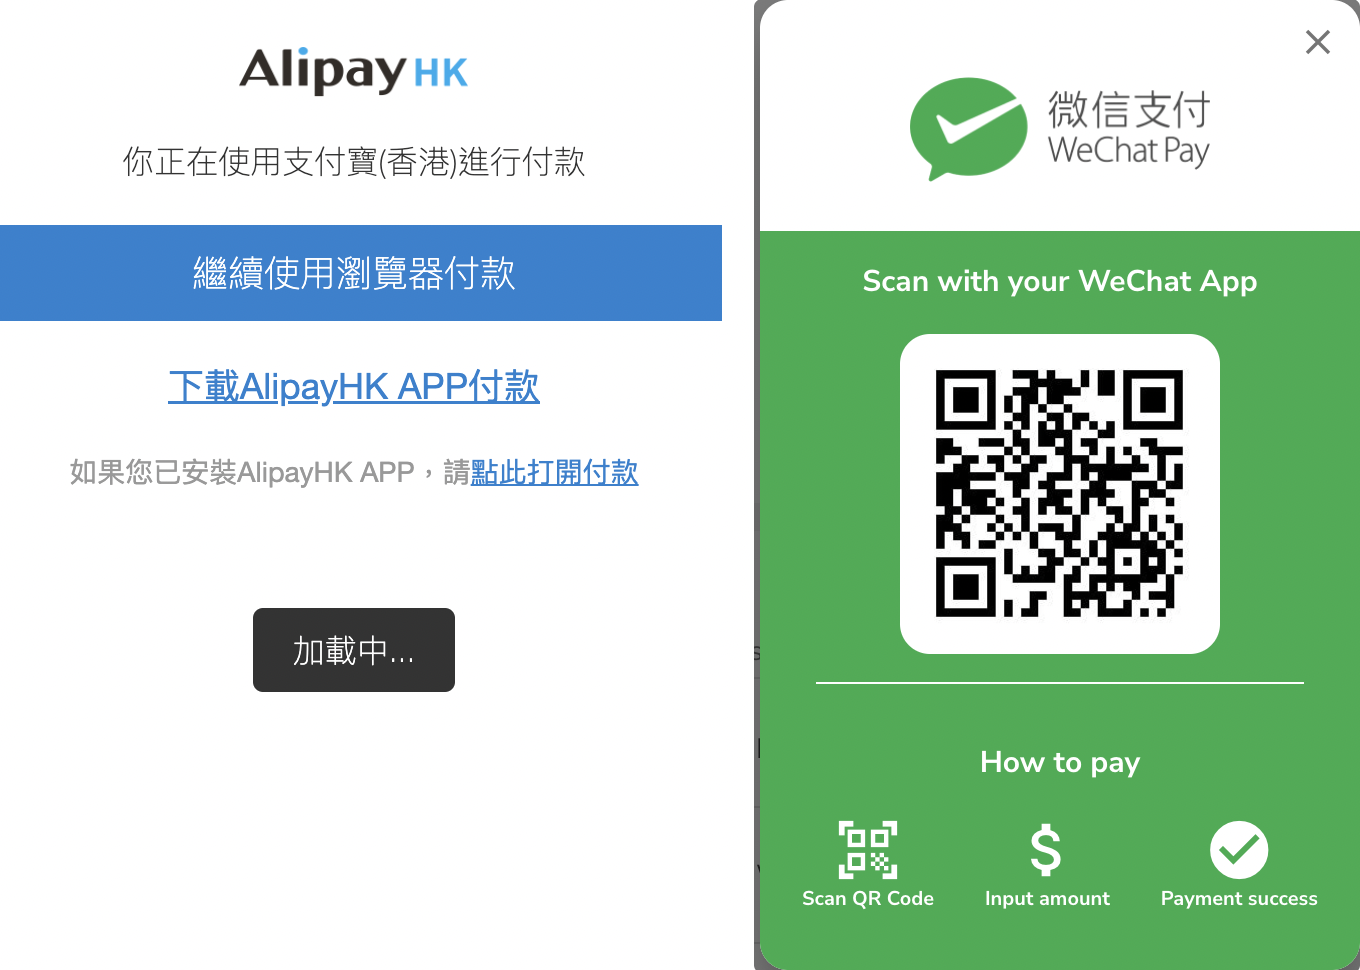 Alipay HK
你正在使用支付寶(香港)進行付款
繼續使用瀏覽器付款
下載AlipayHK APP付款
如果您已安裝AlipayHK APP，請點此打開付款
加載中...
微信支付
WeChat Pay
Scan with your WeChat App
How to pay
Scan QR Code
Input amount
Payment success